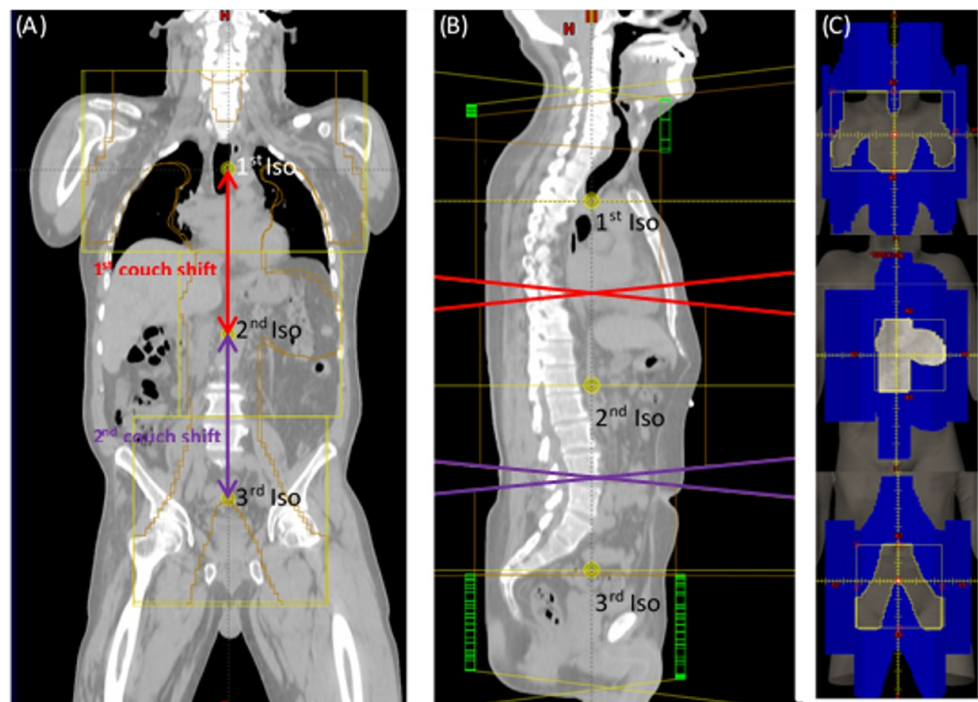 (A)
H
1st Iso
1st couch shift
2nd Iso
2nd couch shift
3rd Iso
(B)
H
1st Iso
2nd Iso
3rd Iso
(C)